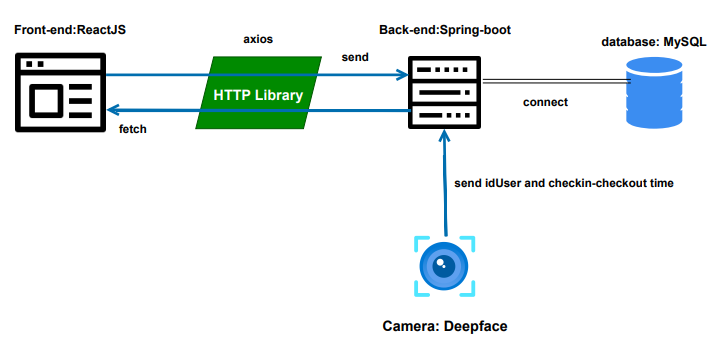 Front-end:ReactJS
axios
Back-end:Spring-boot
database: MySQL
send
HTTP Library
fetch
connect
send idUser and checkin-checkout time
Camera: Deepface